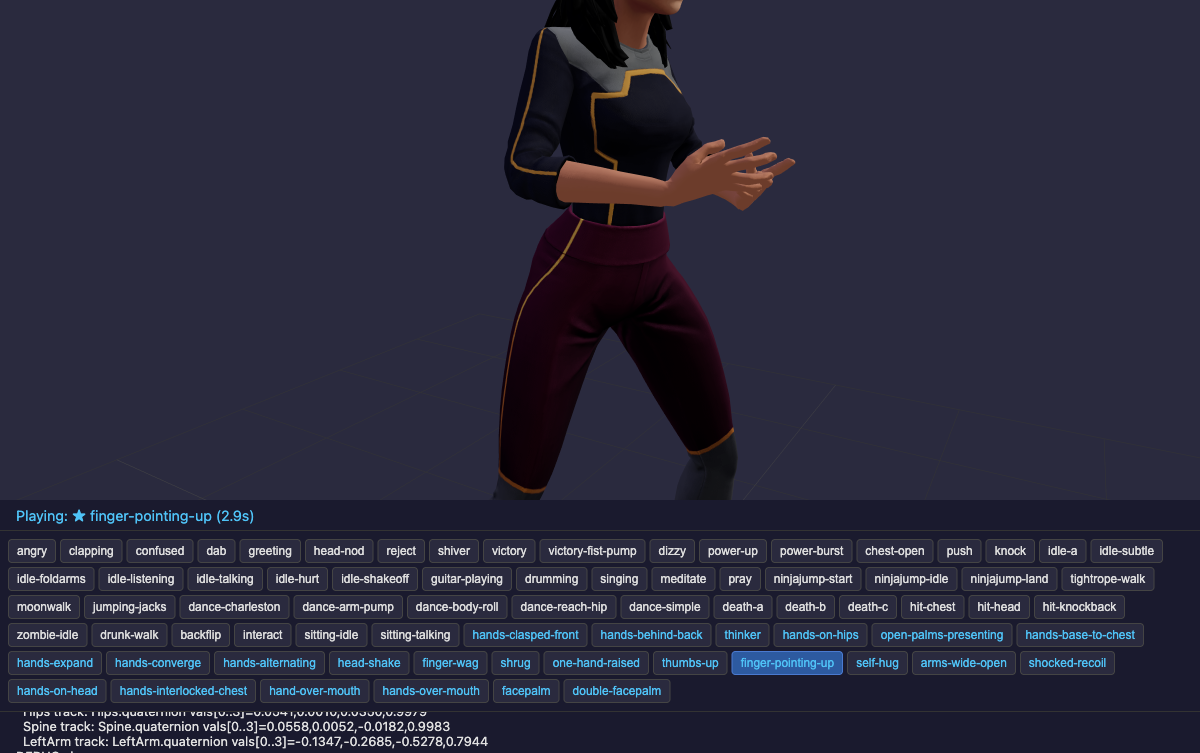 Playing: ★ finger-pointing-up (2.9s)
angry clapping confused dab greeting head-nod reject shiver victory victory-fist-pump dizzy power-up power-burst chest-open push knock idle-a idle-subtle
idle-foldarms idle-listening idle-talking idle-hurt idle-shakeoff guitar-playing drumming singing meditate pray ninjajump-start ninjajump-idle ninjajump-land tightrope-walk
moonwalk jumping-jacks dance-charleston dance-arm-pump dance-body-roll dance-reach-hip dance-simple death-a death-b death-c hit-chest hit-head hit-knockback
zombie-idle drunk-walk backflip interact sitting-idle sitting-talking hands-clasped-front hands-behind-back thinker hands-on-hips open-palms-presenting hands-base-to-chest
hands-expand hands-converge hands-alternating head-shake finger-wag shrug one-hand-raised thumbs-up finger-pointing-up self-hug arms-wide-open shocked-recoil
hands-on-head hands-interlocked-chest hand-over-mouth hands-over-mouth facepalm double-facepalm
Hips track: Hips.quaternion vals[0..3]=
Spine track: Spine.quaternion vals[0..3]=0.0558,0.0052,-0.0182,0.9983
LeftArm track: LeftArm.quaternion vals[0..3]=-0.1347,-0.2685,-0.5278,0.7944